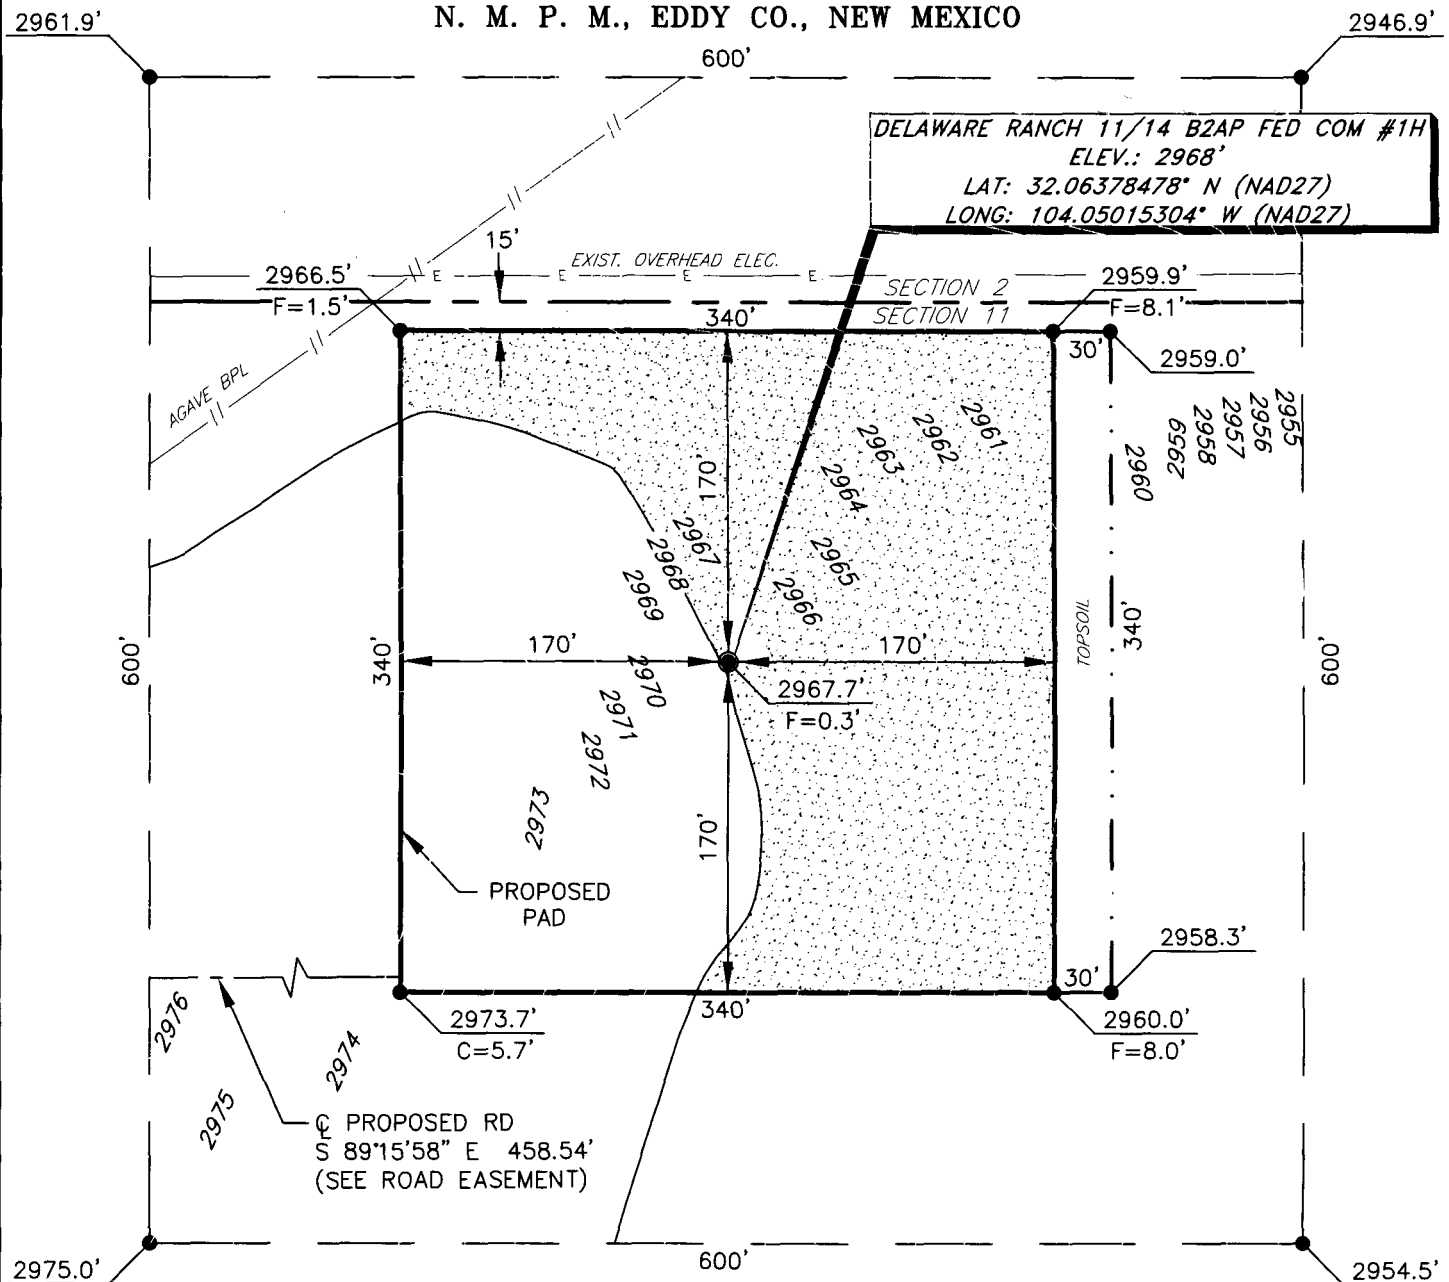 N. M. P. M., EDDY CO., NEW MEXICO
2961.9'
2946.9'
600'
DELAWARE RANCH 11/14 B2AP FED COM #1H
ELEV.: 2968'
LAT: 32.06378478° N (NAD27)
LONG: 104.05015304° W (NAD27)
15'
EXIST. OVERHEAD ELEC.
E E E E
2966.5'
F=1.5'
SECTION 2
SECTION 11
2959.9'
F=8.1'
340'
30'
2959.0'
AGAVE BPL
2955
2956
2957
2958
6562
2960
2961
2962
2963
2964
2965
2966
2967
2968
2969
170'
TOPSOIL
340'
600'
340'
170'
170'
600'
2970
2971
2972
2973
2967.7'
F=0.3'
170'
PROPOSED
PAD
2958.3'
30'
340'
2973.7'
C=5.7'
2960.0'
F=8.0'
2976
2974
2975
℄ PROPOSED RD
S 89°15'58" E 458.54'
(SEE ROAD EASEMENT)
600'
2975.0'
2954.5'